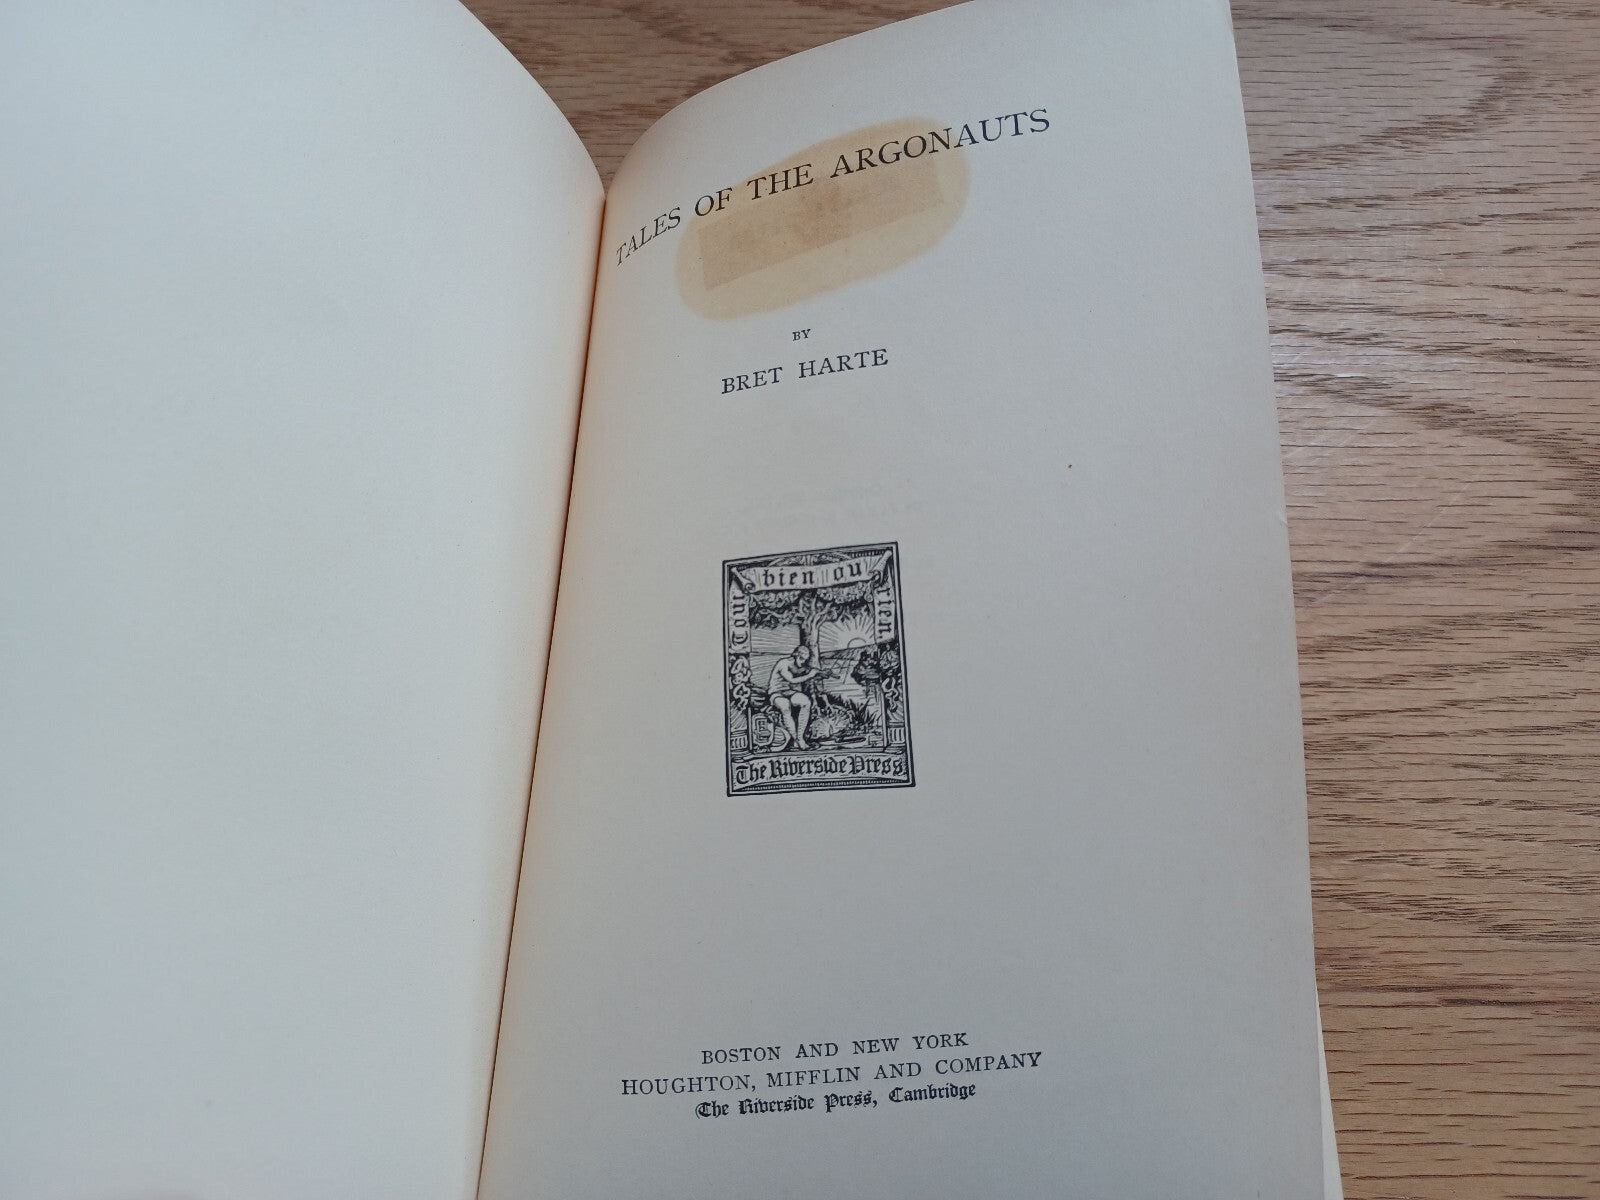 TALES OF THE ARGONAUTS
BY
BRET HARTE
Tout bien ou rien
The Riverside Press
BOSTON AND NEW YORK
HOUGHTON, MIFFLIN AND COMPANY
The Riverside Press, Cambridge